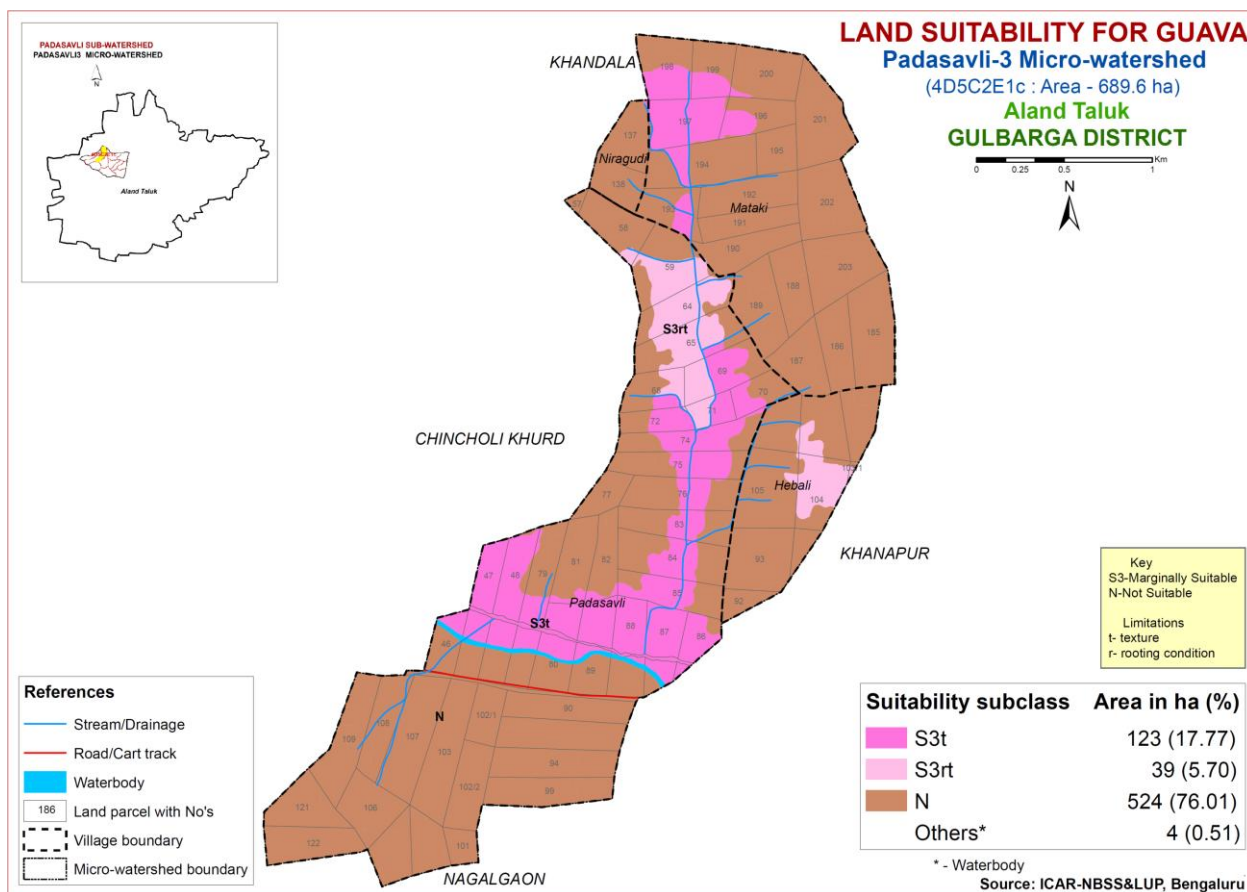 PADASAVLI SUB-WATERSHED
PADASAVLI3 MICRO-WATERSHED
N
Aland Taluk
LAND SUITABILITY FOR GUAVA
Padasavli-3 Micro-watershed
(4D5C2E1c : Area - 689.6 ha)
Aland Taluk
GULBARGA DISTRICT
0 0.25 0.5 1 Km
N
KHANDALA
198 199 200
197 196 201
137
Niragudi
194 195
138
192 202
193 Mataki
191
57
58 190
59 203
188
64 189
S3rt
65 185
186
187
69
68 70
71
72
CHINCHOLI KHURD
74
75
103/1
Hebali
76 105 104
77
83
KHANAPUR
47 48 79 81 82 84 93
85 92
Padasavli
S3t
88 87 86
46
80 89
N
102/1 90
108
109 107
103
94
102/2 99
121 106
122 101
NAGALGAON
Key
S3-Marginally Suitable
N-Not Suitable
Limitations
t- texture
r- rooting condition
References
Stream/Drainage
Road/Cart track
Waterbody
186 Land parcel with No's
Village boundary
Micro-watershed boundary
Suitability subclass Area in ha (%)
S3t 123 (17.77)
S3rt 39 (5.70)
N 524 (76.01)
Others* 4 (0.51)
* - Waterbody
Source: ICAR-NBSS&LUP, Bengaluru